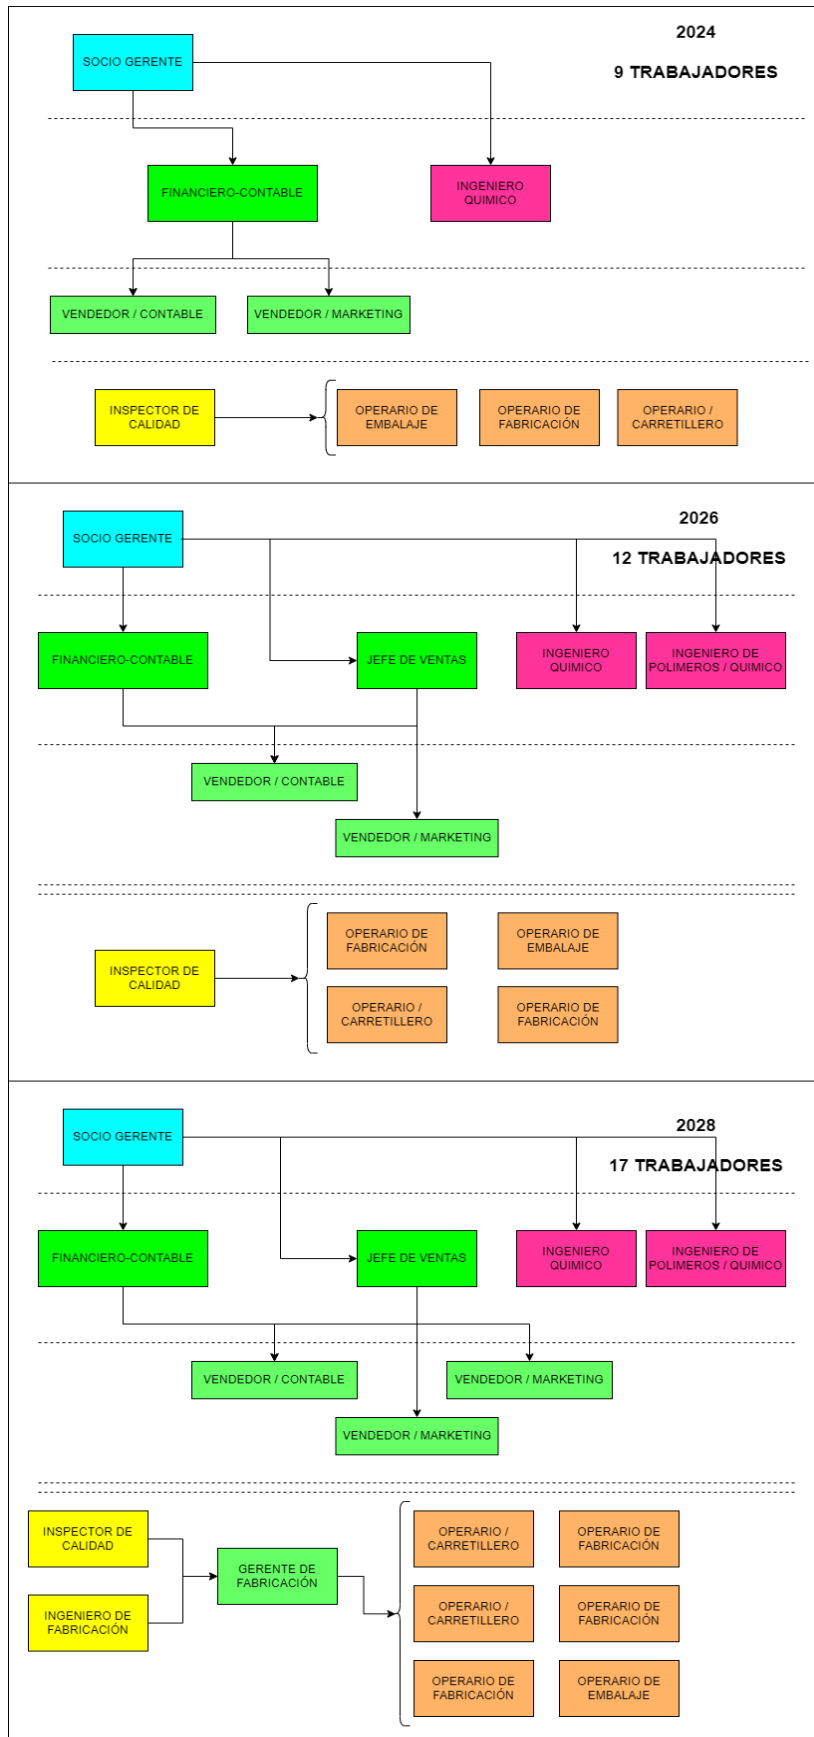 2024
SOCIO GERENTE
9 TRABAJADORES
FINANCIERO-CONTABLE
INGENIERO
QUIMICO
VENDEDOR / CONTABLE
VENDEDOR / MARKETING
INSPECTOR DE
CALIDAD
OPERARIO DE
EMBALAJE
OPERARIO DE
FABRICACIÓN
OPERARIO /
CARRETILLERO
2026
SOCIO GERENTE
12 TRABAJADORES
FINANCIERO-CONTABLE
JEFE DE VENTAS
INGENIERO
QUIMICO
INGENIERO DE
POLIMEROS / QUIMICO
VENDEDOR / CONTABLE
VENDEDOR / MARKETING
INSPECTOR DE
CALIDAD
OPERARIO DE
FABRICACIÓN
OPERARIO DE
EMBALAJE
OPERARIO /
CARRETILLERO
OPERARIO DE
FABRICACIÓN
2028
SOCIO GERENTE
17 TRABAJADORES
FINANCIERO-CONTABLE
JEFE DE VENTAS
INGENIERO
QUIMICO
INGENIERO DE
POLIMEROS / QUIMICO
VENDEDOR / CONTABLE
VENDEDOR / MARKETING
VENDEDOR / MARKETING
INSPECTOR DE
CALIDAD
INGENIERO DE
FABRICACIÓN
GERENTE DE
FABRICACIÓN
OPERARIO /
CARRETILLERO
OPERARIO DE
FABRICACIÓN
OPERARIO /
CARRETILLERO
OPERARIO DE
FABRICACIÓN
OPERARIO DE
FABRICACIÓN
OPERARIO DE
EMBALAJE